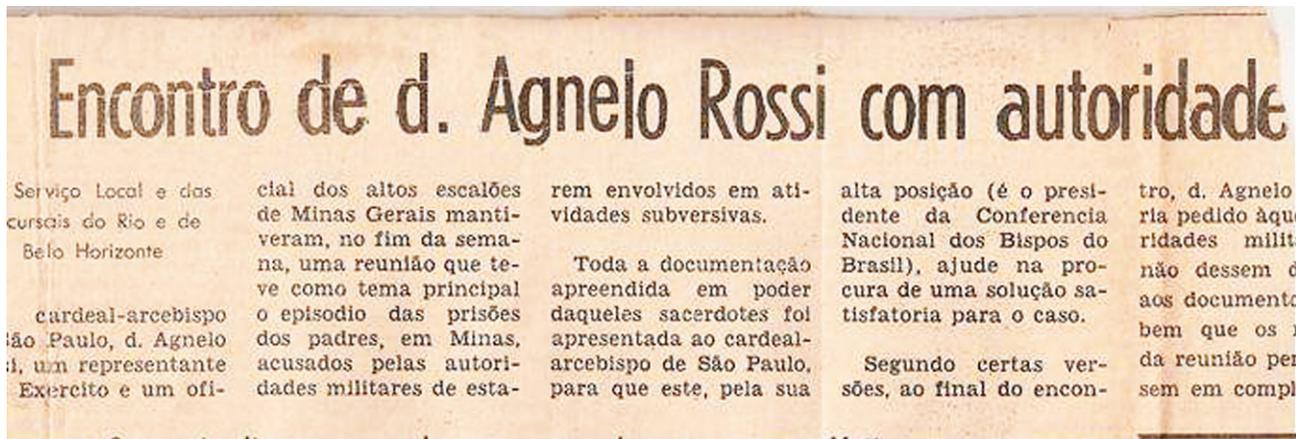 Encontro de d. Agnelo Rossi com autoridade
Serviço Local e das
cursais do Rio e de
Belo Horizonte
cardeal-arcebispo
São Paulo, d. Agnelo
si, um representante
Exercito e um ofi-
cial dos altos escalões
de Minas Gerais manti-
veram, no fim da sema-
na, uma reunião que te-
ve como tema principal
o episodio das prisões
dos padres, em Minas,
acusados pelas autori-
dades militares de esta-
rem envolvidos em ati-
vidades subversivas.
Toda a documentação
apreendida em poder
daqueles sacerdotes foi
apresentada ao cardeal-
arcebispo de São Paulo,
para que este, pela sua
alta posição (é o presi-
dente da Conferencia
Nacional dos Bispos do
Brasil), ajude na pro-
cura de uma solução sa-
tisfatoria para o caso.
Segundo certas ver-
sões, ao final do encon-
tro, d. Agnelo
ria pedido àque
ridades milit
não dessem d
aos documento
bem que os
da reunião per
sem em compl